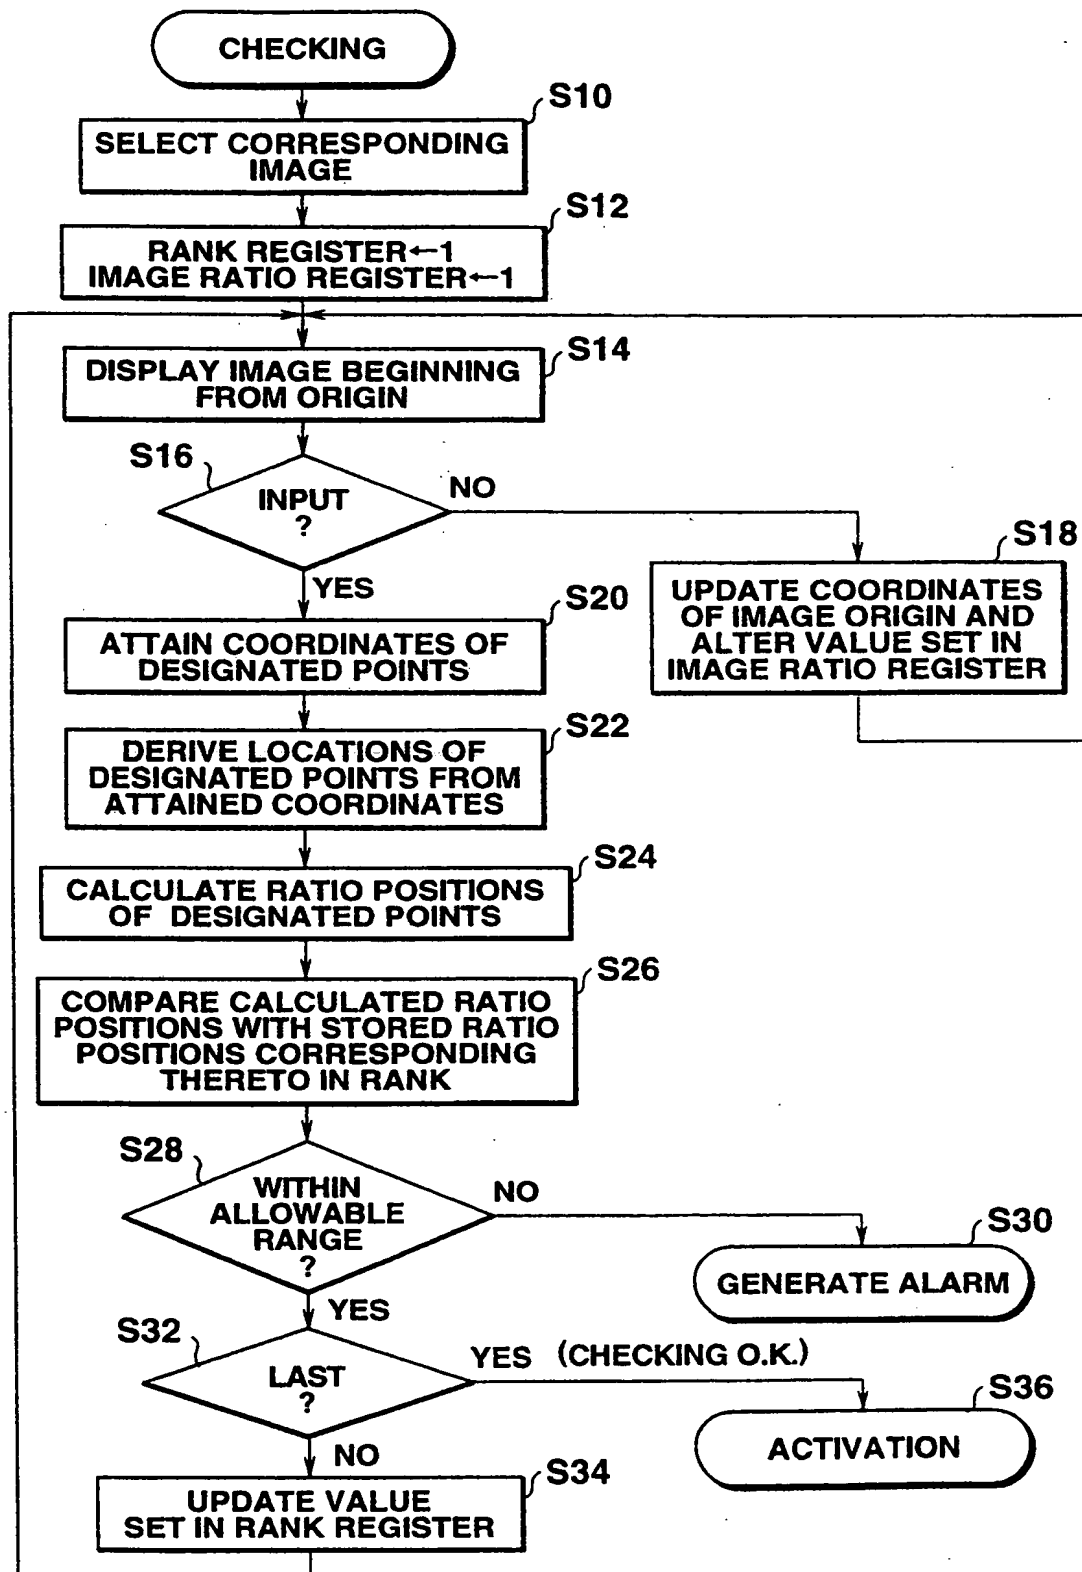 CHECKING
S10
SELECT CORRESPONDING
IMAGE
S12
RANK REGISTER←1
IMAGE RATIO REGISTER←1
S14
DISPLAY IMAGE BEGINNING
FROM ORIGIN
S16
INPUT
?
NO
YES
S18
UPDATE COORDINATES
OF IMAGE ORIGIN AND
ALTER VALUE SET IN
IMAGE RATIO REGISTER
S20
ATTAIN COORDINATES OF
DESIGNATED POINTS
S22
DERIVE LOCATIONS OF
DESIGNATED POINTS FROM
ATTAINED COORDINATES
S24
CALCULATE RATIO POSITIONS
OF DESIGNATED POINTS
S26
COMPARE CALCULATED RATIO
POSITIONS WITH STORED RATIO
POSITIONS CORRESPONDING
THERETO IN RANK
S28
WITHIN
ALLOWABLE
RANGE
?
NO
YES
S30
GENERATE ALARM
S32
LAST
?
YES (CHECKING O.K.)
NO
S36
ACTIVATION
S34
UPDATE VALUE
SET IN RANK REGISTER